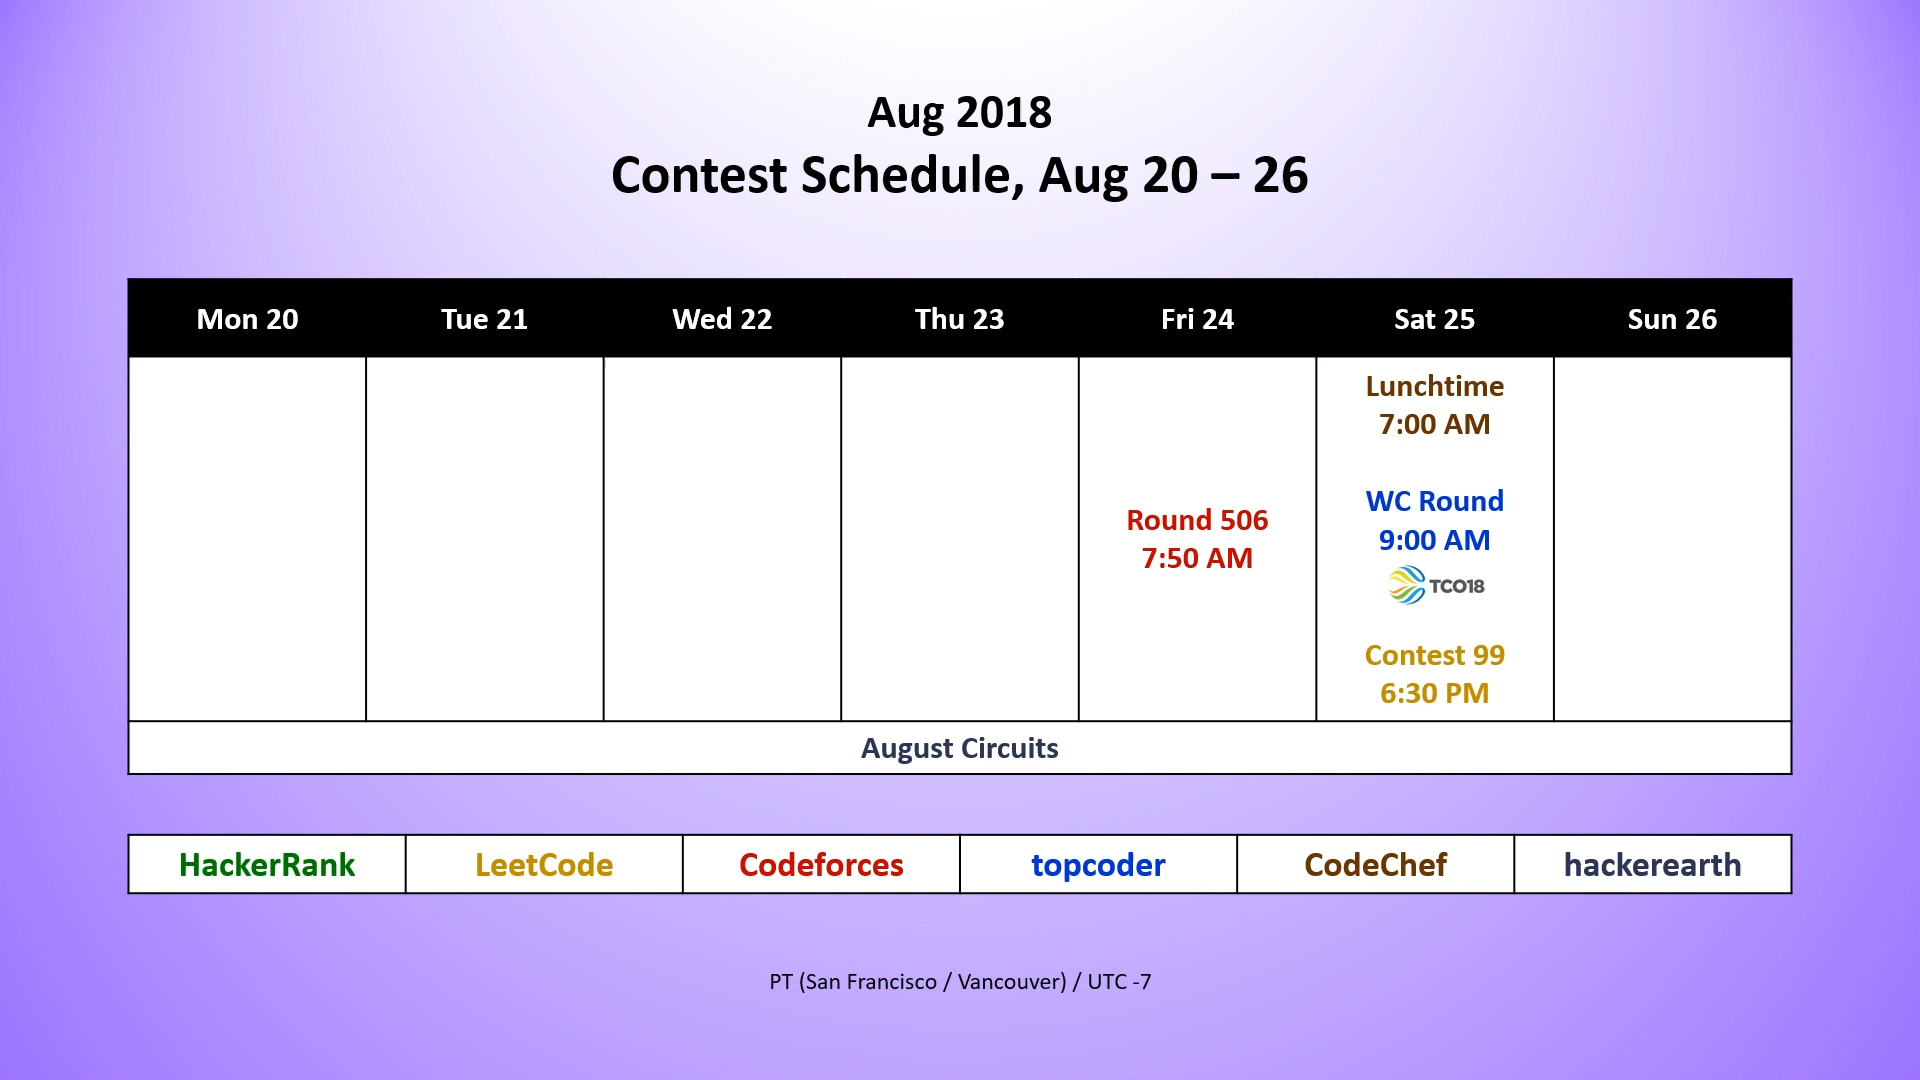 Aug 2018
Contest Schedule, Aug 20 – 26
Mon 20
Tue 21
Wed 22
Thu 23
Fri 24
Sat 25
Sun 26
Round 506
7:50 AM
Lunchtime
7:00 AM
WC Round
9:00 AM
TCO18
Contest 99
6:30 PM
August Circuits
HackerRank
LeetCode
Codeforces
topcoder
CodeChef
hackerearth
PT (San Francisco / Vancouver) / UTC -7